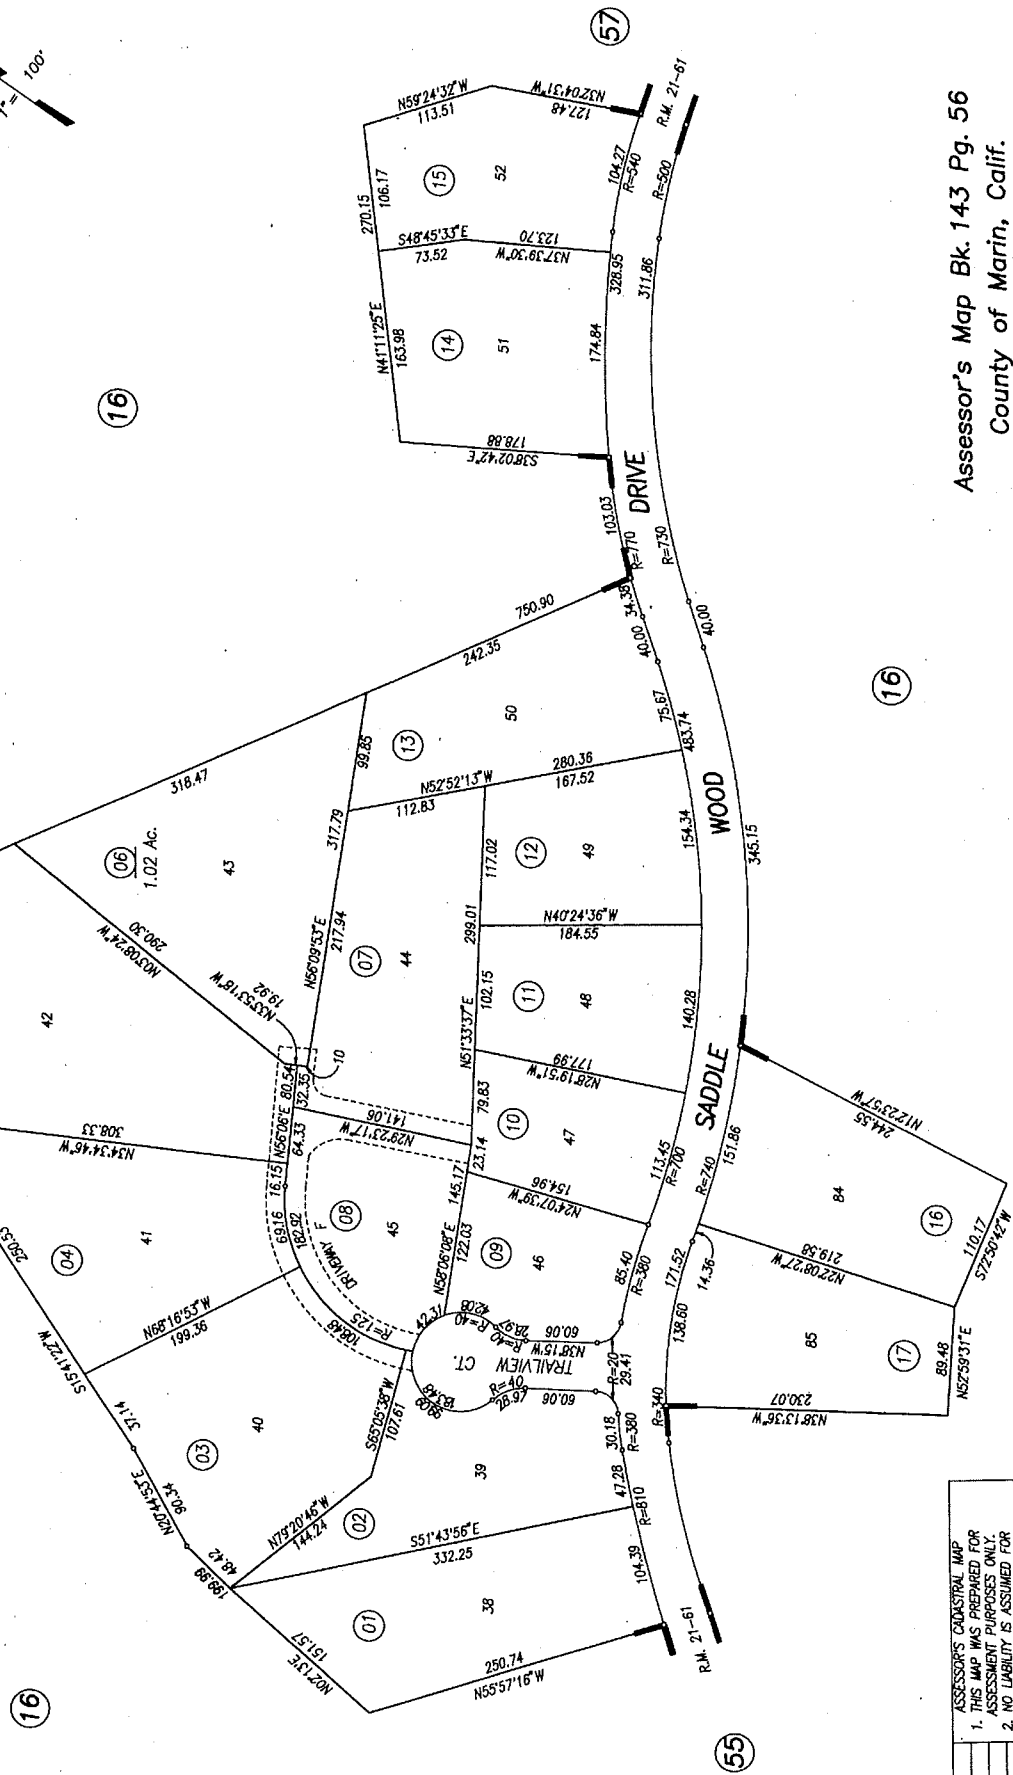 1"= 100'
57
N59°24'32"W
113.51
N32°04'31"W
127.48
R.M. 21-61
104.27
R=540
R=500
270.15
106.17
15
52
S48°45'33"E
73.52
N37°39'30"W
123.70
328.95
311.86
N41°11'25"E
163.98
14
51
174.84
S38°02'42"E
178.88
16
103.03
DRIVE
R=770
R=730
750.90
34.38
40.00
40.00
242.35
75.67
483.74
50
13
99.85
280.36
167.52
N52°52'13"W
112.83
318.47
06
1.02 Ac.
43
317.79
217.94
N56°09'53"E
07
44
117.02
12
49
154.34
WOOD
345.15
16
299.01
N40°24'36"W
184.55
102.15
11
48
140.28
N51°33'37"E
N28°19'51"W
177.99
79.83
10
47
SADDLE
113.45
R=700
R=740
151.86
N03°08'24"W
290.30
N33°53'18"W
19.92
10
42
308.33
N34°34'46"W
80.54
32.35
N56°06'E
64.33
16.15
N29°23'17"W
141.06
23.14
145.17
N24°07'39"W
154.96
69.16
182.92
DRIVEWAY F
08
45
N58°06'08"E
122.03
09
46
85.40
R=380
171.52
14.36
138.60
04
41
250.53
N68°16'53"W
199.36
R=125
108.48
42.37
42.08
R=40
28.97
R=40
60.06
N38°15'W
TRAILVIEW
CT.
R=20
29.41
R=340
S15°41'22"W
37.14
N20°44'53"E
90.34
03
40
S65°05'38"W
107.61
99.09
183.48
R=40
28.97
60.06
30.18
R=380
39
47.28
R=810
02
N79°20'46"W
144.24
S51°43'56"E
332.25
48.42
199.99
104.39
38
01
N02°13'E
151.57
250.74
N55°57'16"W
R.M. 21-61
16
55
N12°23'57"W
244.55
84
16
110.17
S72°50'42"W
N22°08'27"W
219.58
85
17
89.48
N52°59'31"E
N38°13'36"W
230.07
Assessor's Map Bk. 143 Pg. 56
County of Marin, Calif.
ASSESSOR'S CADASTRAL MAP
1. THIS MAP WAS PREPARED FOR
ASSESSMENT PURPOSES ONLY.
2. NO LIABILITY IS ASSUMED FOR